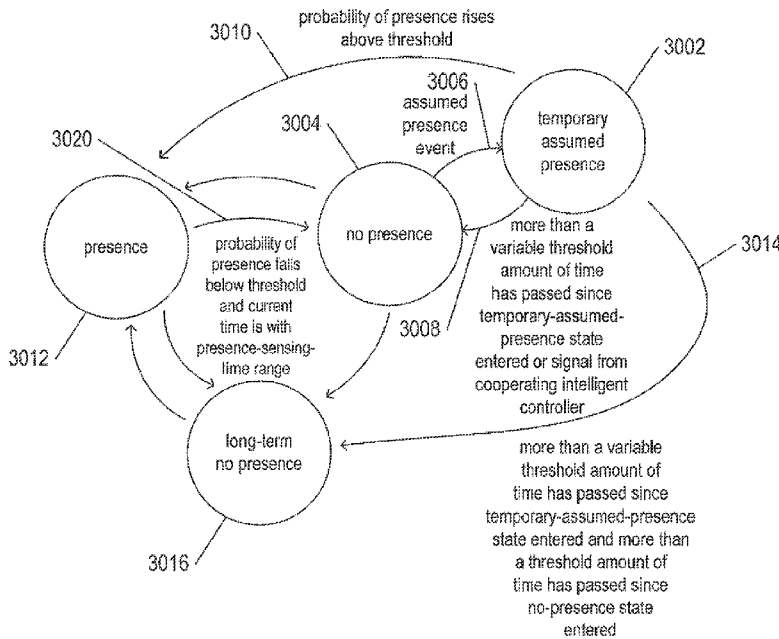 probability of presence rises
above threshold
3010
3002
3006
assumed
presence
event
temporary
assumed
presence
3004
3020
presence
no presence
probability of
presence falls
below threshold
and current
time is with
presence-sensing-
time range
more than a
variable threshold
amount of time
has passed since
temporary-assumed-
presence state
entered or signal from
cooperating intelligent
controller
3014
3008
3012
long-term
no presence
3016
more than a variable
threshold amount of
time has passed since
temporary-assumed-presence
state entered and more than
a threshold amount of
time has passed since
no-presence state
entered